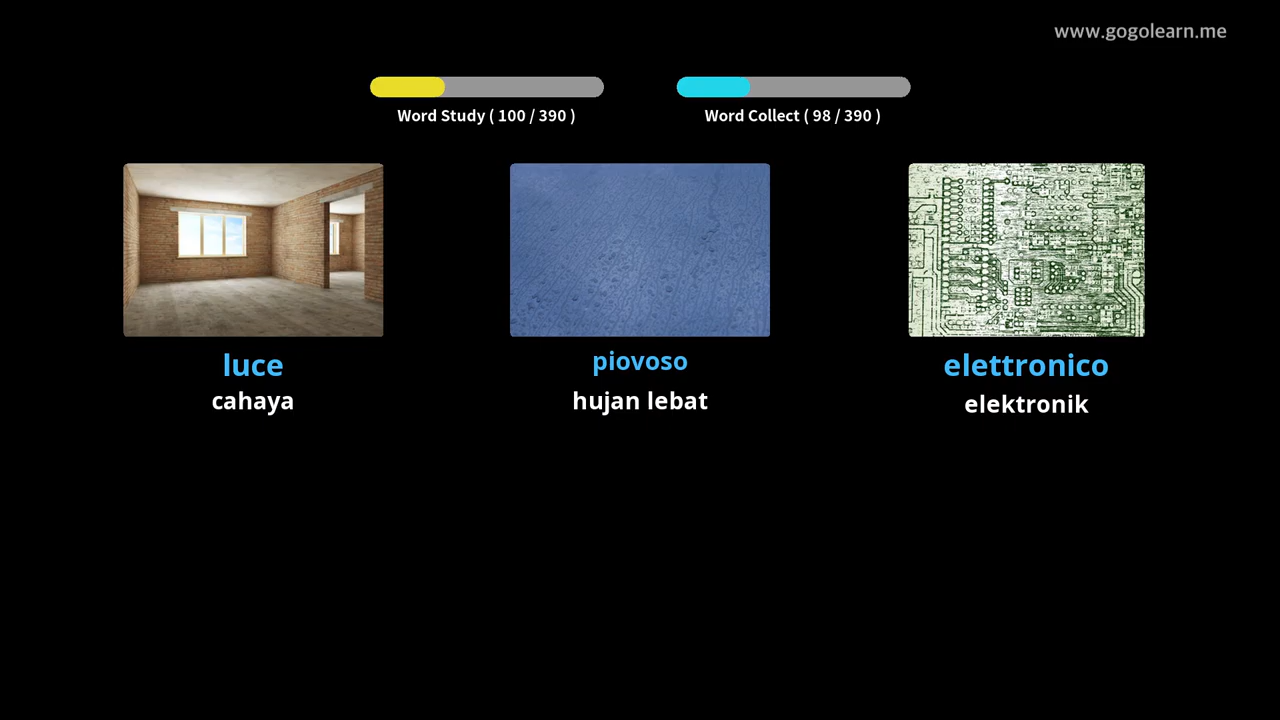 www.gogolearn.me
Word Study ( 100 / 390 )
Word Collect ( 98 / 390 )
luce
cahaya
piovoso
hujan lebat
elettronico
elektronik